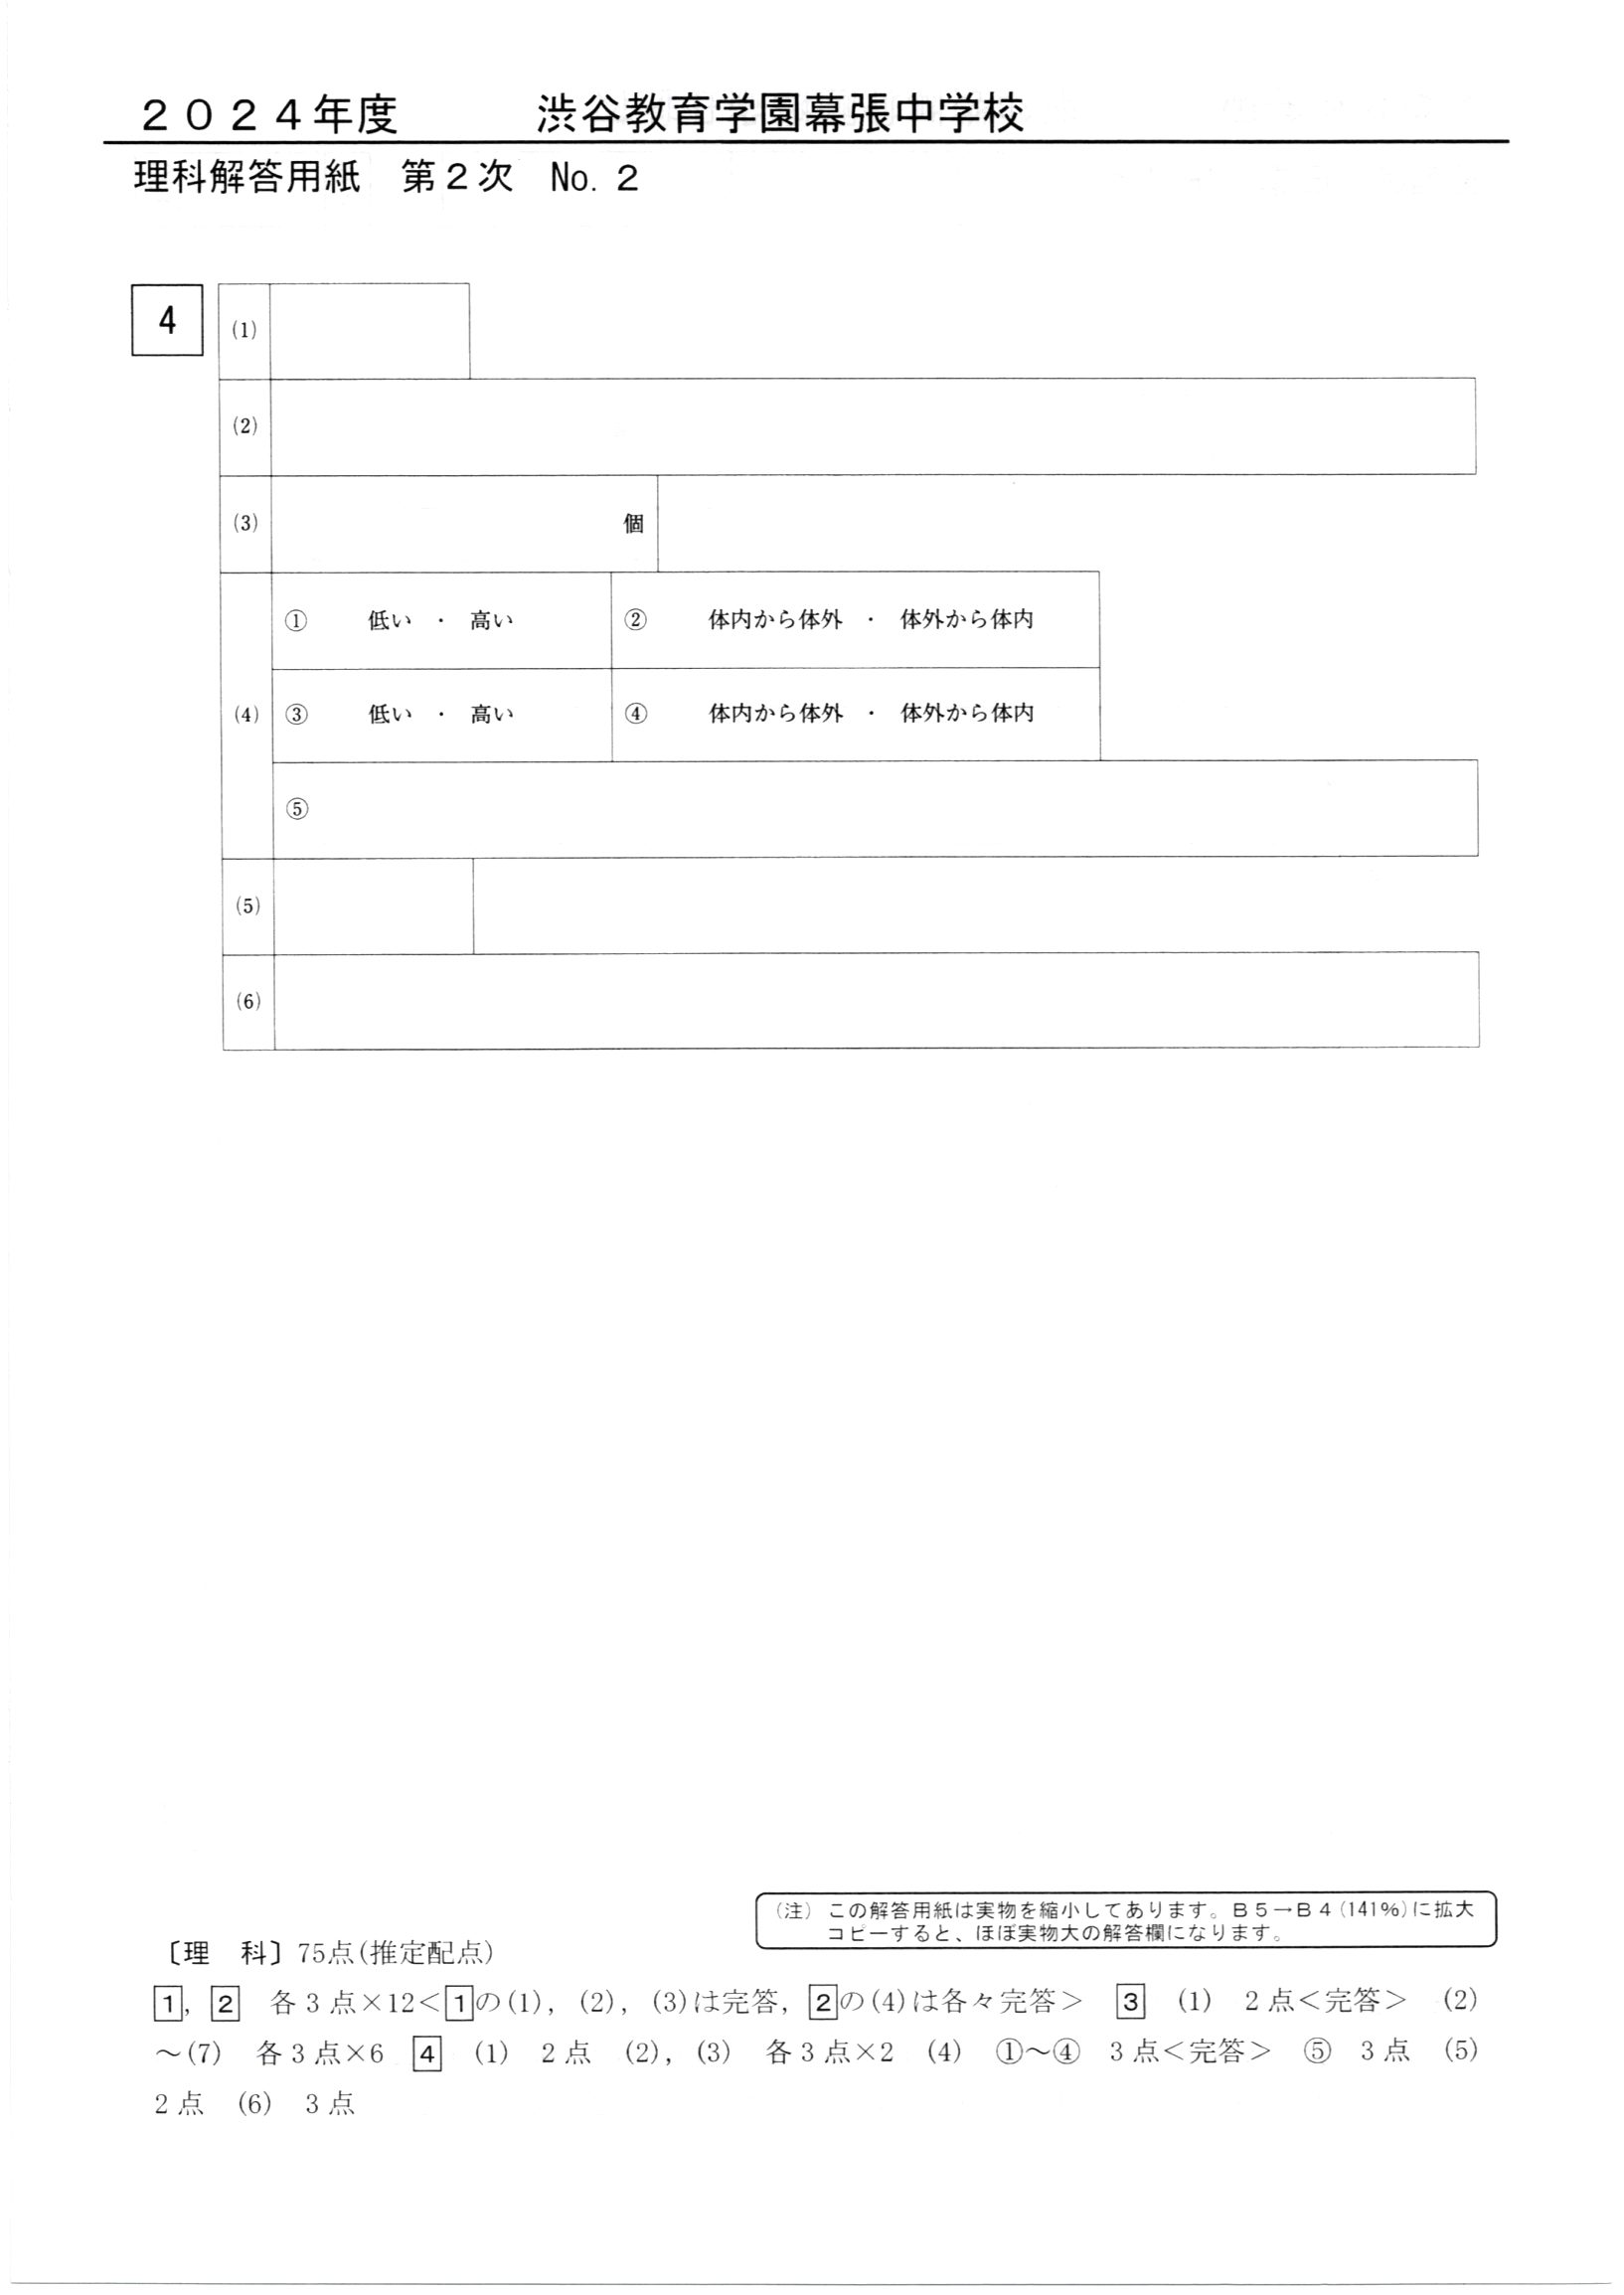 ２０２４年度　　　渋谷教育学園幕張中学校
理科解答用紙　第２次　No. 2
4
(1)
(2)
(3)　個
(4)
①　低い　・　高い　②　体内から体外　・　体外から体内
③　低い　・　高い　④　体内から体外　・　体外から体内
⑤
(5)
(6)
（注）この解答用紙は実物を縮小してあります。Ｂ５→Ｂ４(141%)に拡大
コピーすると、ほぼ実物大の解答欄になります。
〔理　科〕75点(推定配点)
1，2　各3点×12＜1の(1)，(2)，(3)は完答，2の(4)は各々完答＞　3　(1)　2点＜完答＞　(2)
～(7)　各3点×6　4　(1)　2点　(2)，(3)　各3点×2　(4)　①～④　3点＜完答＞　⑤　3点　(5)
2点　(6)　3点